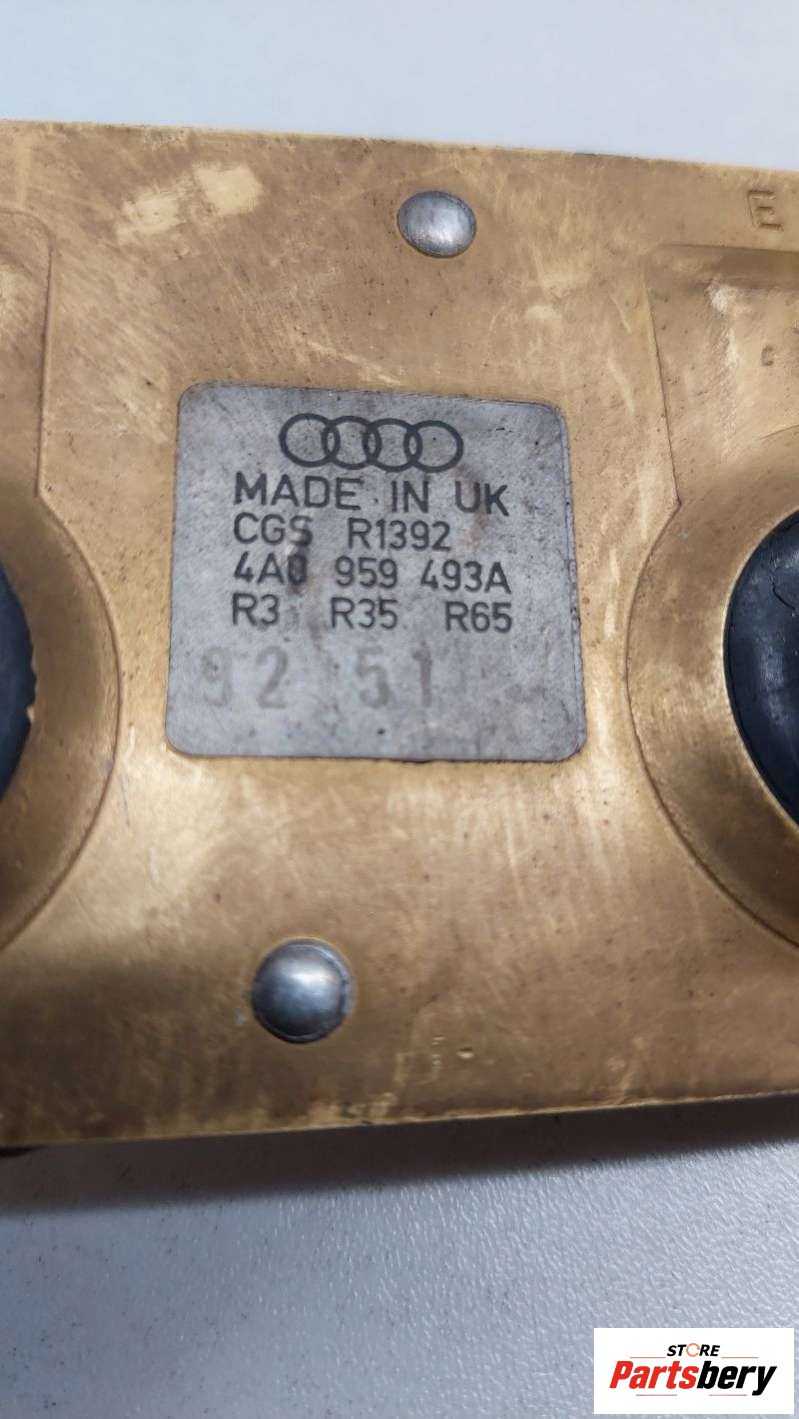 E
MADE IN UK
CGS R1392
4A0 959 493A
R3 R35 R65
92 51
STORE
Partsbery